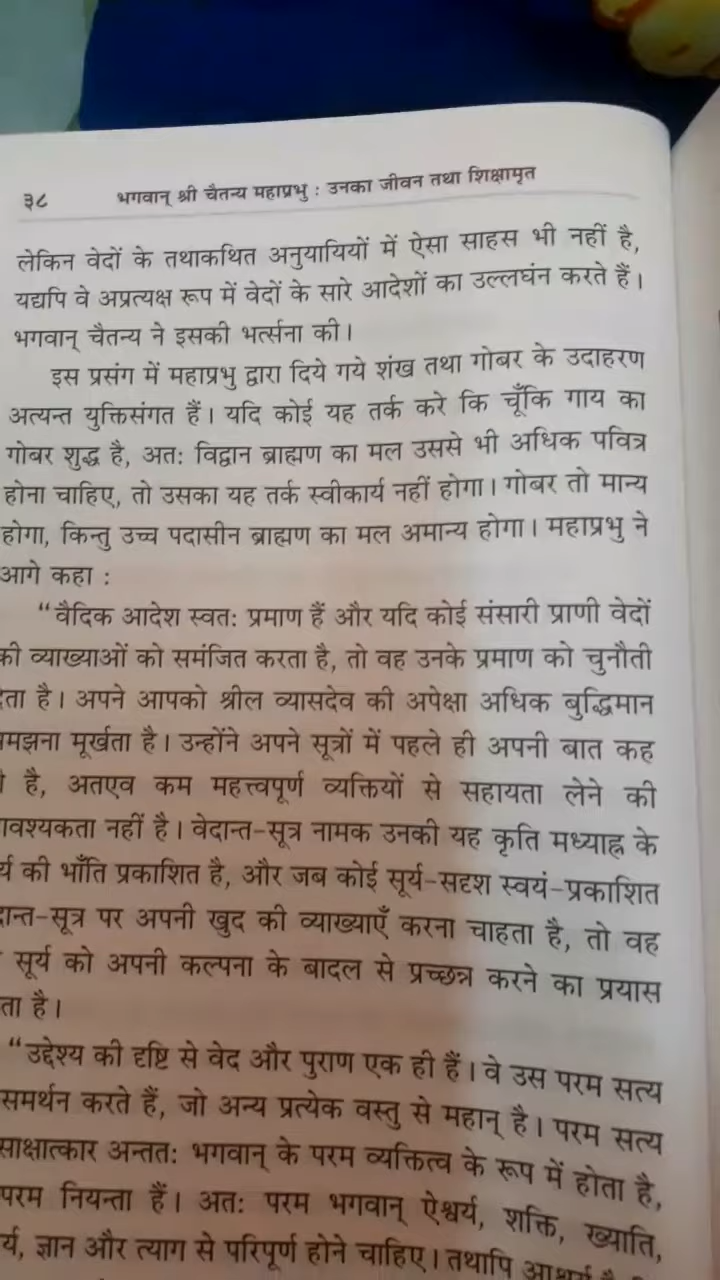 ३८ भगवान् श्री चैतन्य महाप्रभु : उनका जीवन तथा शिक्षामृत
लेकिन वेदों के तथाकथित अनुयायियों में ऐसा साहस भी नहीं है,
यद्यपि वे अप्रत्यक्ष रूप में वेदों के सारे आदेशों का उल्लघंन करते हैं।
भगवान् चैतन्य ने इसकी भर्त्सना की।
इस प्रसंग में महाप्रभु द्वारा दिये गये शंख तथा गोबर के उदाहरण
अत्यन्त युक्तिसंगत हैं। यदि कोई यह तर्क करे कि चूँकि गाय का
गोबर शुद्ध है, अतः विद्वान ब्राह्मण का मल उससे भी अधिक पवित्र
होना चाहिए, तो उसका यह तर्क स्वीकार्य नहीं होगा। गोबर तो मान्य
होगा, किन्तु उच्च पदासीन ब्राह्मण का मल अमान्य होगा। महाप्रभु ने
आगे कहा :
“वैदिक आदेश स्वतः प्रमाण हैं और यदि कोई संसारी प्राणी वेदों
की व्याख्याओं को समंजित करता है, तो वह उनके प्रमाण को चुनौती
ता है। अपने आपको श्रील व्यासदेव की अपेक्षा अधिक बुद्धिमान
मझना मूर्खता है। उन्होंने अपने सूत्रों में पहले ही अपनी बात कह
है, अतएव कम महत्त्वपूर्ण व्यक्तियों से सहायता लेने की
वश्यकता नहीं है। वेदान्त-सूत्र नामक उनकी यह कृति मध्याह्न के
र्य की भाँति प्रकाशित है, और जब कोई सूर्य-सदृश स्वयं-प्रकाशित
दान्त-सूत्र पर अपनी खुद की व्याख्याएँ करना चाहता है, तो वह
सूर्य को अपनी कल्पना के बादल से प्रच्छन्न करने का प्रयास
ता है।
“उद्देश्य की दृष्टि से वेद और पुराण एक ही हैं। वे उस परम सत्य
समर्थन करते हैं, जो अन्य प्रत्येक वस्तु से महान् है। परम सत्य
साक्षात्कार अन्ततः भगवान् के परम व्यक्तित्व के रूप में होता है,
परम नियन्ता हैं। अतः परम भगवान् ऐश्वर्य, शक्ति, ख्याति,
र्य, ज्ञान और त्याग से परिपूर्ण होने चाहिए। तथापि